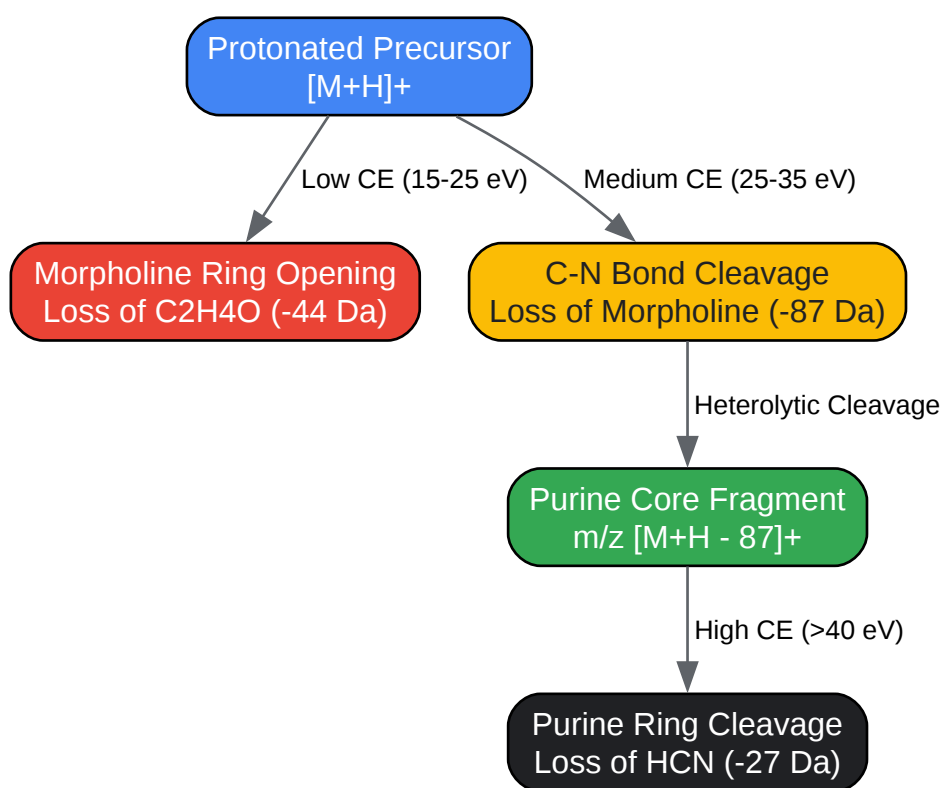 Protonated Precursor
[M+H]+
Low CE (15-25 eV)
Medium CE (25-35 eV)
Morpholine Ring Opening
Loss of C2H4O (-44 Da)
C-N Bond Cleavage
Loss of Morpholine (-87 Da)
Heterolytic Cleavage
Purine Core Fragment
m/z [M+H - 87]+
High CE (>40 eV)
Purine Ring Cleavage
Loss of HCN (-27 Da)